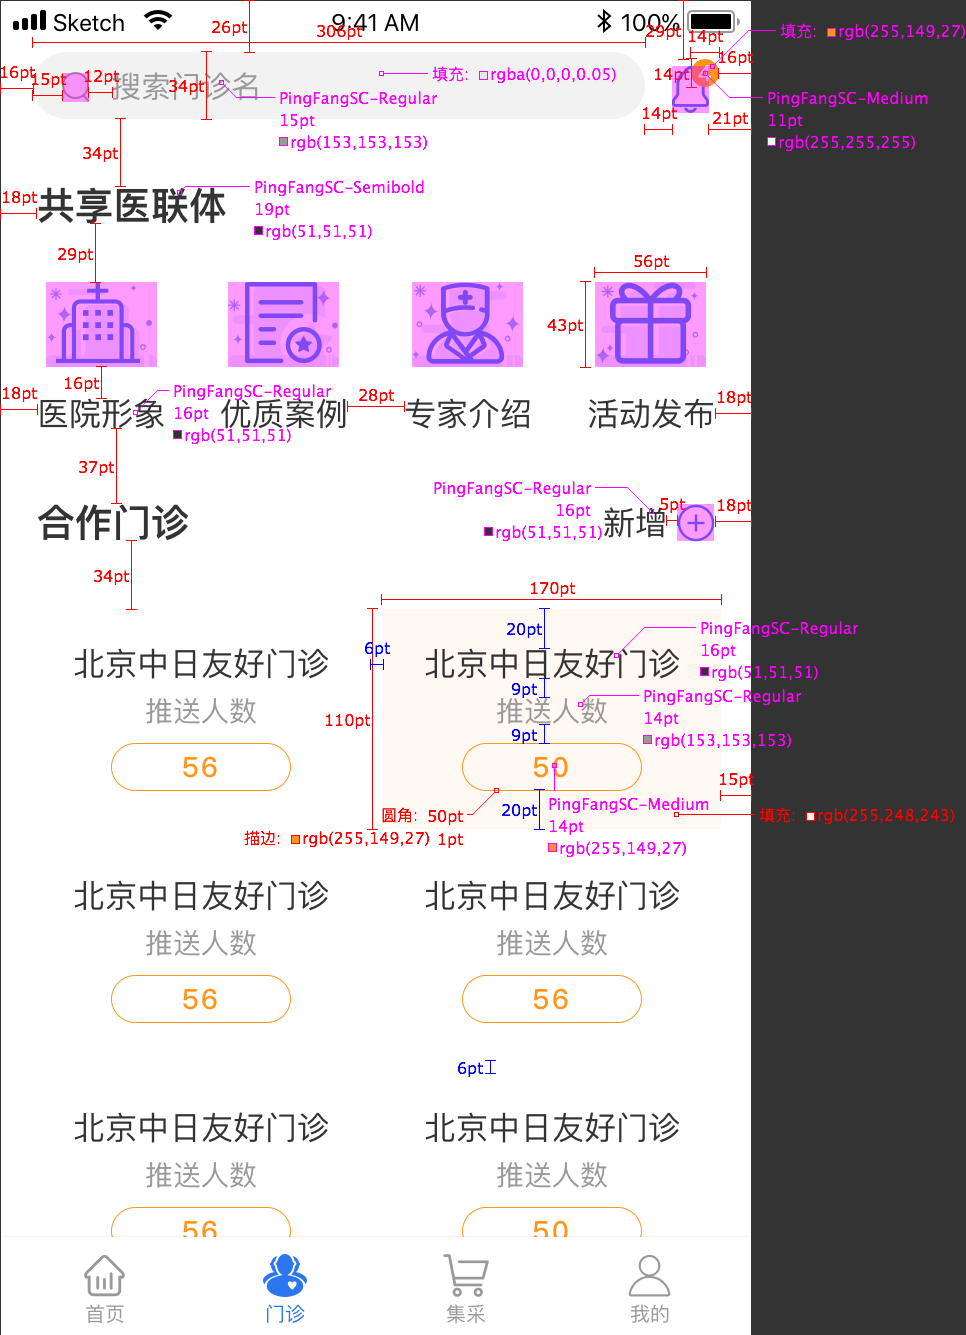 Sketch 9:41 AM 100%
26pt
306pt
29pt
14pt
填充: rgb(255,149,27)
16pt
15pt
12pt
搜索门诊名
34pt
填充: rgba(0,0,0,0.05)
14pt
16pt
PingFangSC-Regular
15pt
rgb(153,153,153)
PingFangSC-Medium
11pt
rgb(255,255,255)
14pt
21pt
34pt
PingFangSC-Semibold
19pt
rgb(51,51,51)
18pt
共享医联体
29pt
56pt
43pt
16pt
PingFangSC-Regular
16pt
rgb(51,51,51)
18pt
28pt
18pt
医院形象 优质案例 专家介绍 活动发布
37pt
PingFangSC-Regular
16pt
rgb(51,51,51)
合作门诊
新增
5pt
18pt
34pt
170pt
20pt
PingFangSC-Regular
16pt
rgb(51,51,51)
6pt
北京中日友好门诊 北京中日友好门诊
9pt
PingFangSC-Regular
14pt
rgb(153,153,153)
推送人数 推送人数
110pt
9pt
56 50
15pt
20pt
PingFangSC-Medium
14pt
rgb(255,149,27)
圆角: 50pt
描边: rgb(255,149,27) 1pt
填充: rgb(255,248,243)
北京中日友好门诊 北京中日友好门诊
推送人数 推送人数
56 56
6pt
北京中日友好门诊 北京中日友好门诊
推送人数 推送人数
56 50
首页 门诊 集采 我的